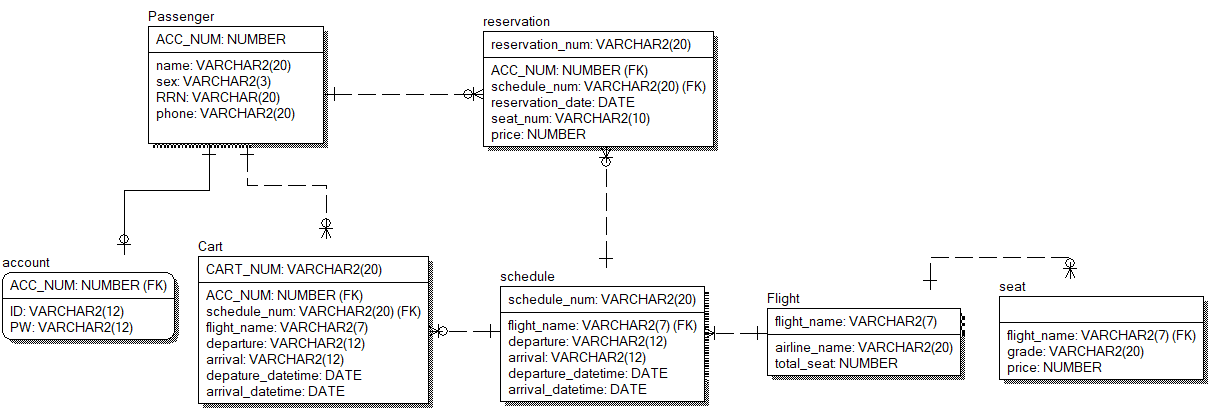 Passenger
ACC_NUM: NUMBER
name: VARCHAR2(20)
sex: VARCHAR2(3)
RRN: VARCHAR(20)
phone: VARCHAR2(20)
reservation
reservation_num: VARCHAR2(20)
ACC_NUM: NUMBER (FK)
schedule_num: VARCHAR2(20) (FK)
reservation_date: DATE
seat_num: VARCHAR2(10)
price: NUMBER
account
ACC_NUM: NUMBER (FK)
ID: VARCHAR2(12)
PW: VARCHAR2(12)
Cart
CART_NUM: VARCHAR2(20)
ACC_NUM: NUMBER (FK)
schedule_num: VARCHAR2(20) (FK)
flight_name: VARCHAR2(7)
departure: VARCHAR2(12)
arrival: VARCHAR2(12)
depature_datetime: DATE
arrival_datetime: DATE
schedule
schedule_num: VARCHAR2(20)
flight_name: VARCHAR2(7) (FK)
departure: VARCHAR2(12)
arrival: VARCHAR2(12)
departure_datetime: DATE
arrival_datetime: DATE
Flight
flight_name: VARCHAR2(7)
airline_name: VARCHAR2(20)
total_seat: NUMBER
seat
flight_name: VARCHAR2(7) (FK)
grade: VARCHAR2(20)
price: NUMBER